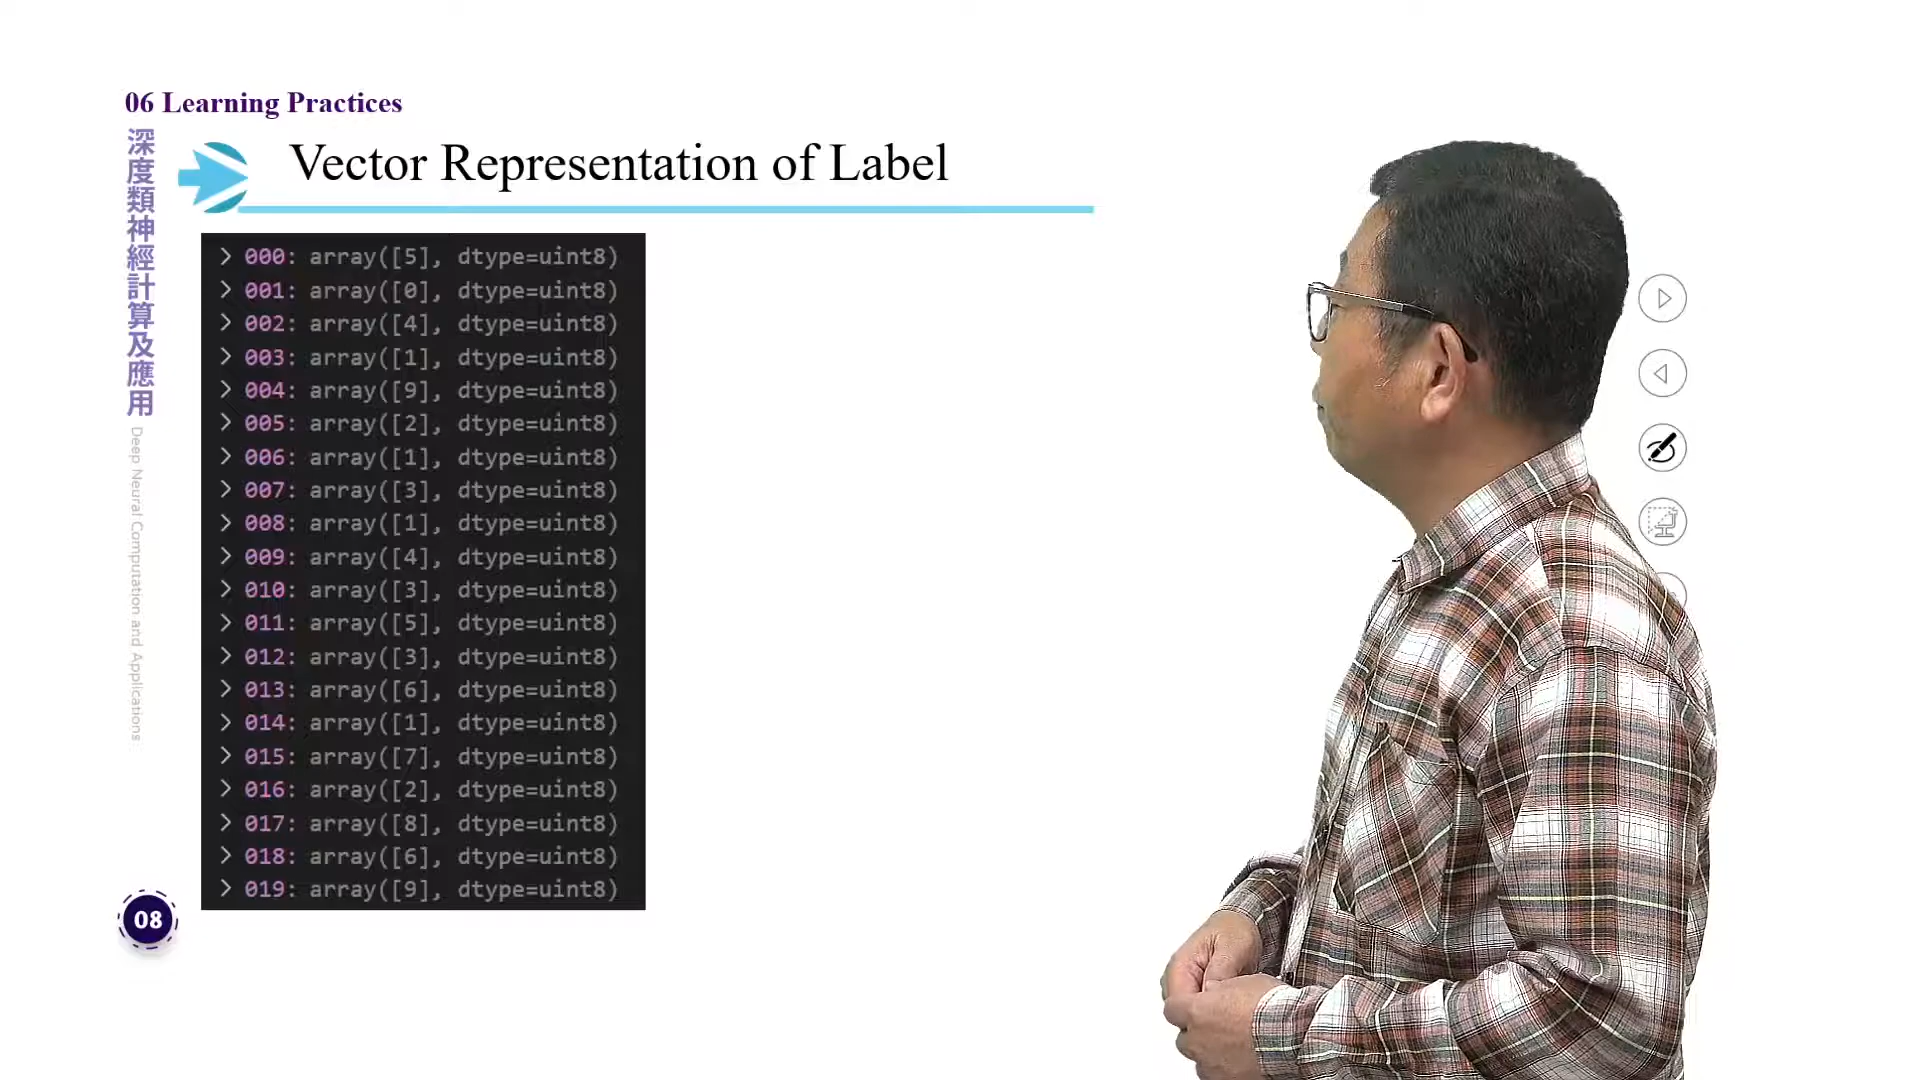 06 Learning Practices
深度類神經計算及應用
Deep Neural Computation and Applications
Vector Representation of Label
> 000: array([5], dtype=uint8)
> 001: array([0], dtype=uint8)
> 002: array([4], dtype=uint8)
> 003: array([1], dtype=uint8)
> 004: array([9], dtype=uint8)
> 005: array([2], dtype=uint8)
> 006: array([1], dtype=uint8)
> 007: array([3], dtype=uint8)
> 008: array([1], dtype=uint8)
> 009: array([4], dtype=uint8)
> 010: array([3], dtype=uint8)
> 011: array([5], dtype=uint8)
> 012: array([3], dtype=uint8)
> 013: array([6], dtype=uint8)
> 014: array([1], dtype=uint8)
> 015: array([7], dtype=uint8)
> 016: array([2], dtype=uint8)
> 017: array([8], dtype=uint8)
> 018: array([6], dtype=uint8)
> 019: array([9], dtype=uint8)
08